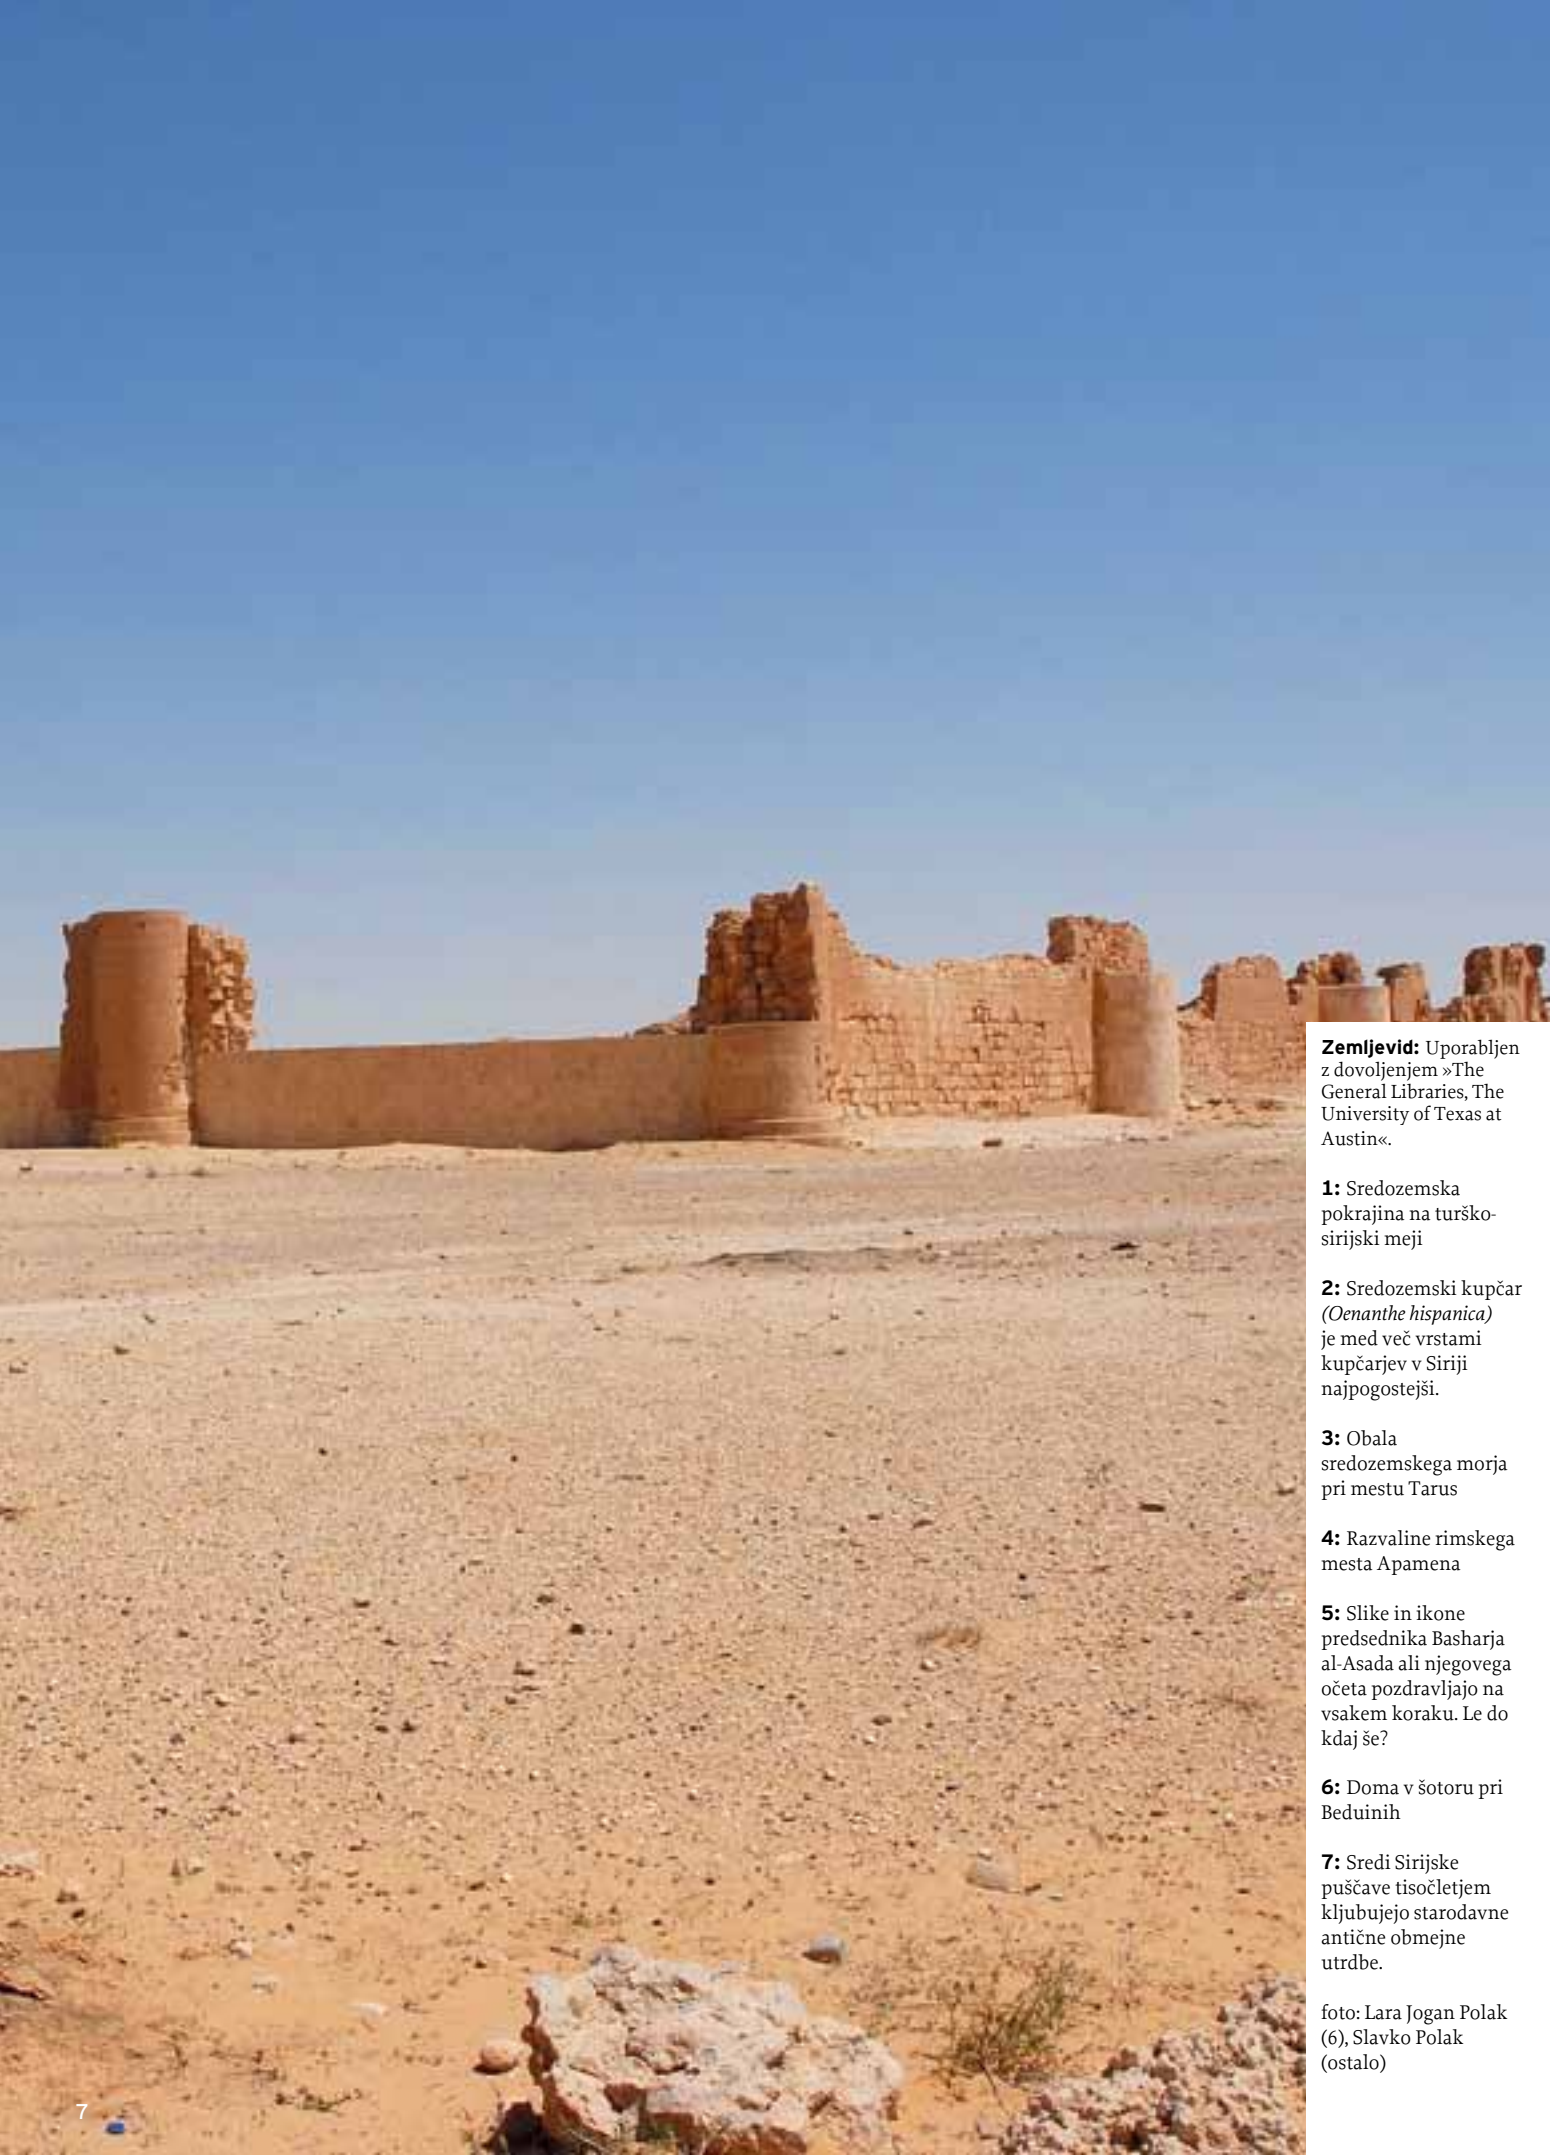 Zemljevid: Uporabljen
z dovoljenjem »The
General Libraries, The
University of Texas at
Austin«.
1: Sredozemska
pokrajina na turško-
sirijski meji
2: Sredozemski kupčar
(Oenanthe hispanica)
je med več vrstami
kupčarjev v Siriji
najpogostejši.
3: Obala
sredozemskega morja
pri mestu Tarus
4: Razvaline rimskega
mesta Apamena
5: Slike in ikone
predsednika Basharja
al-Asada ali njegovega
očeta pozdravljajo na
vsakem koraku. Le do
kdaj še?
6: Doma v šotoru pri
Beduinih
7: Sredi Sirijske
puščave tisočletjem
kljubujejo starodavne
antične obmejne
utrdbe.
foto: Lara Jogan Polak
(6), Slavko Polak
(ostalo)
7